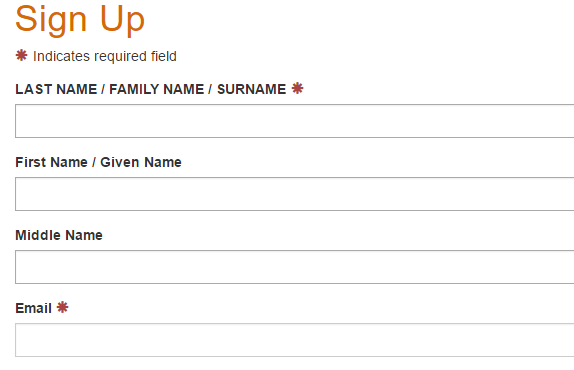 Sign Up
✱ Indicates required field
LAST NAME / FAMILY NAME / SURNAME ✱
First Name / Given Name
Middle Name
Email ✱